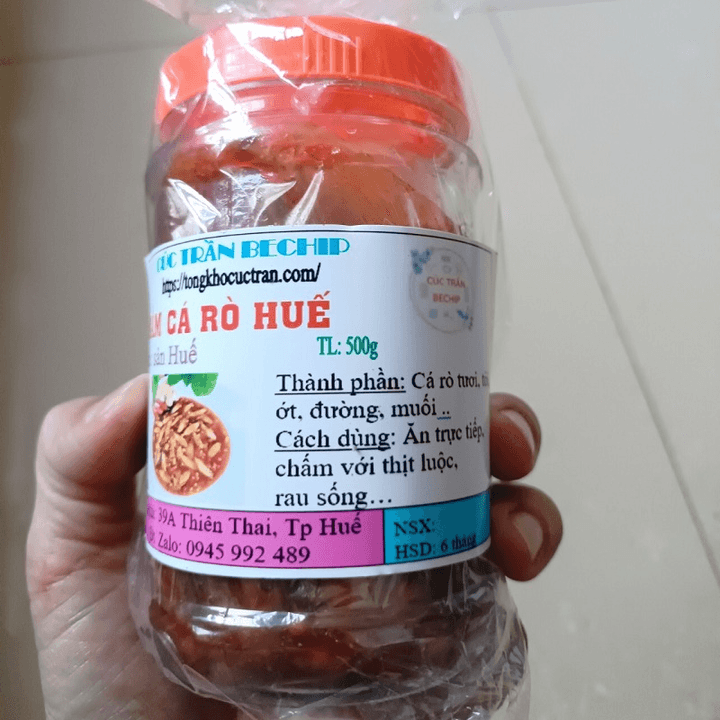 CÚC TRẦN BECHIP
https://tongkhocuctran.com/
CÁ RÒ HUẾ
sản Huế
TL: 500g
CÚC TRẦN
BECHIP
Thành phần: Cá rò tươi,
ớt, đường, muối ..
Cách dùng: Ăn trực tiếp,
chấm với thịt luộc,
rau sống...
39A Thiên Thai, Tp Huế
Zalo: 0945 992 489
NSX:
HSD: 6 tháng